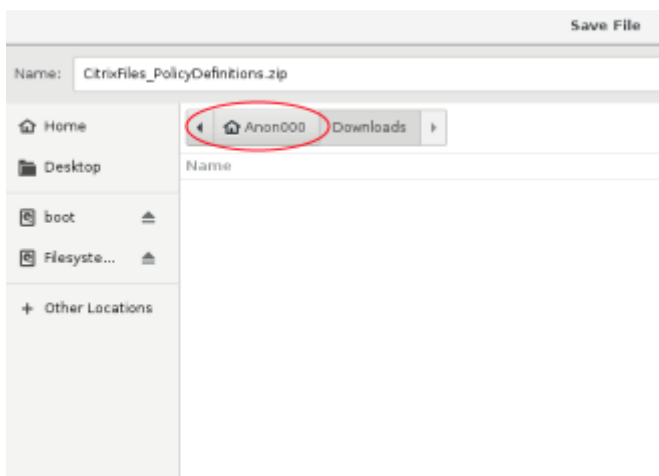 Save File
Name: CitrixFiles_PolicyDefinitions.zip
Home
Anon000 Downloads
Desktop
Name
boot
Filesyste...
Other Locations